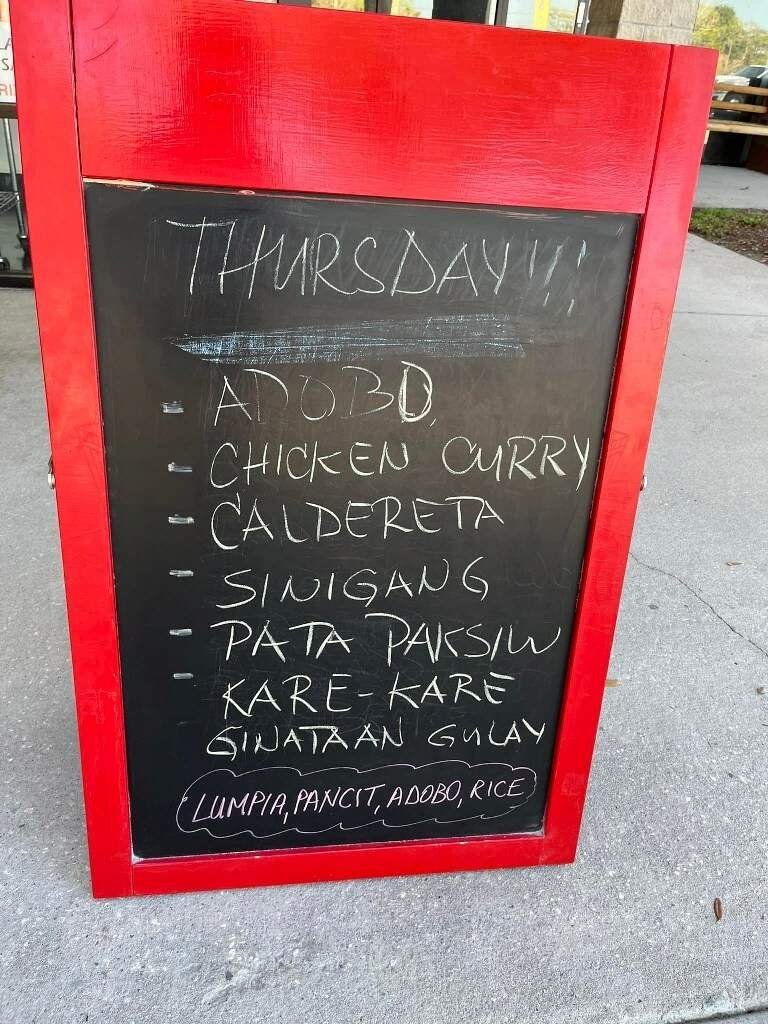 THURSDAY!!!
- ADOBO
- CHICKEN CURRY
- CALDERETA
- SINIGANG
- PATA PAKSIW
- KARE-KARE
GINATAAN GULAY
LUMPIA, PANCIT, ADOBO, RICE